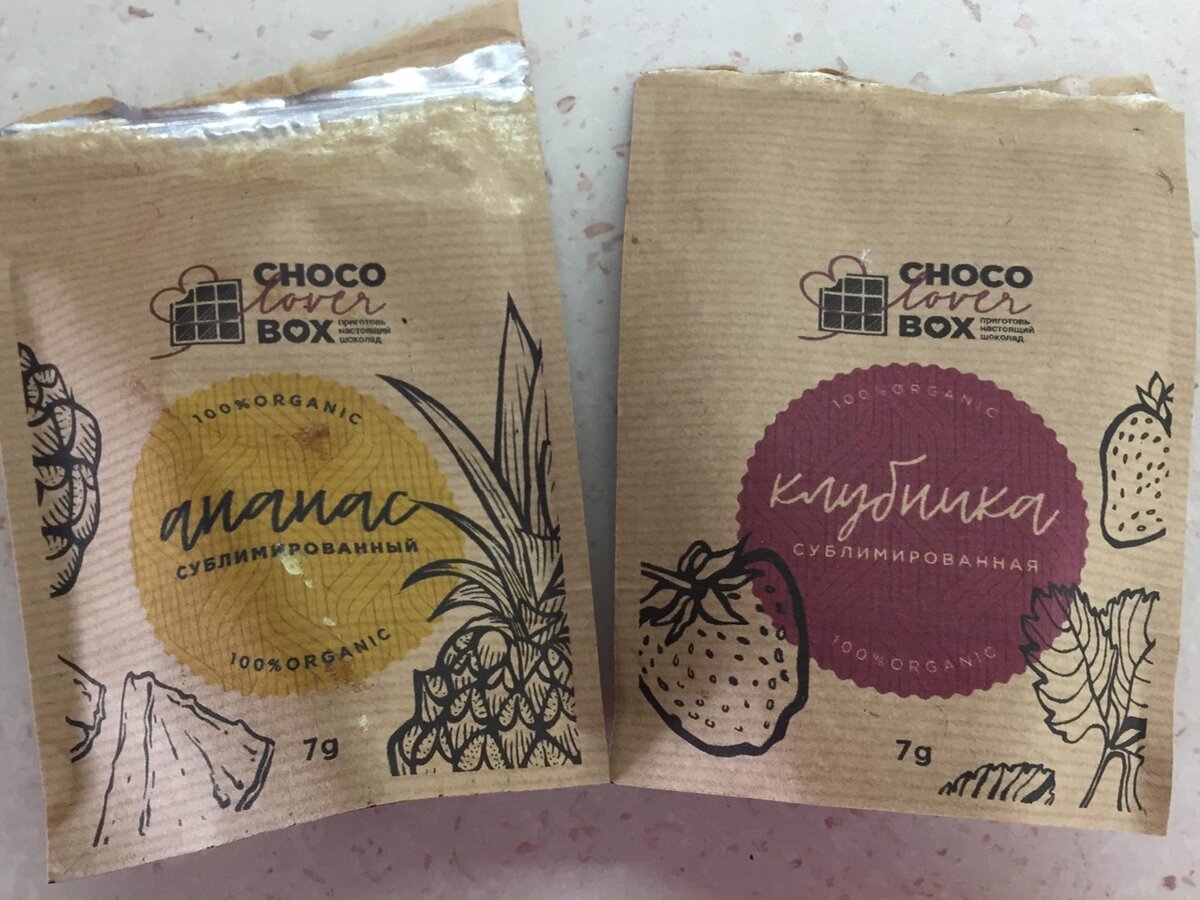 CHOCO
lover
BOX
приготовь
настоящий
шоколад
100% ORGANIC
ананас
СУБЛИМИРОВАННЫЙ
100% ORGANIC
7g
CHOCO
lover
BOX
приготовь
настоящий
шоколад
100% ORGANIC
клубника
СУБЛИМИРОВАННАЯ
100% ORGANIC
7g